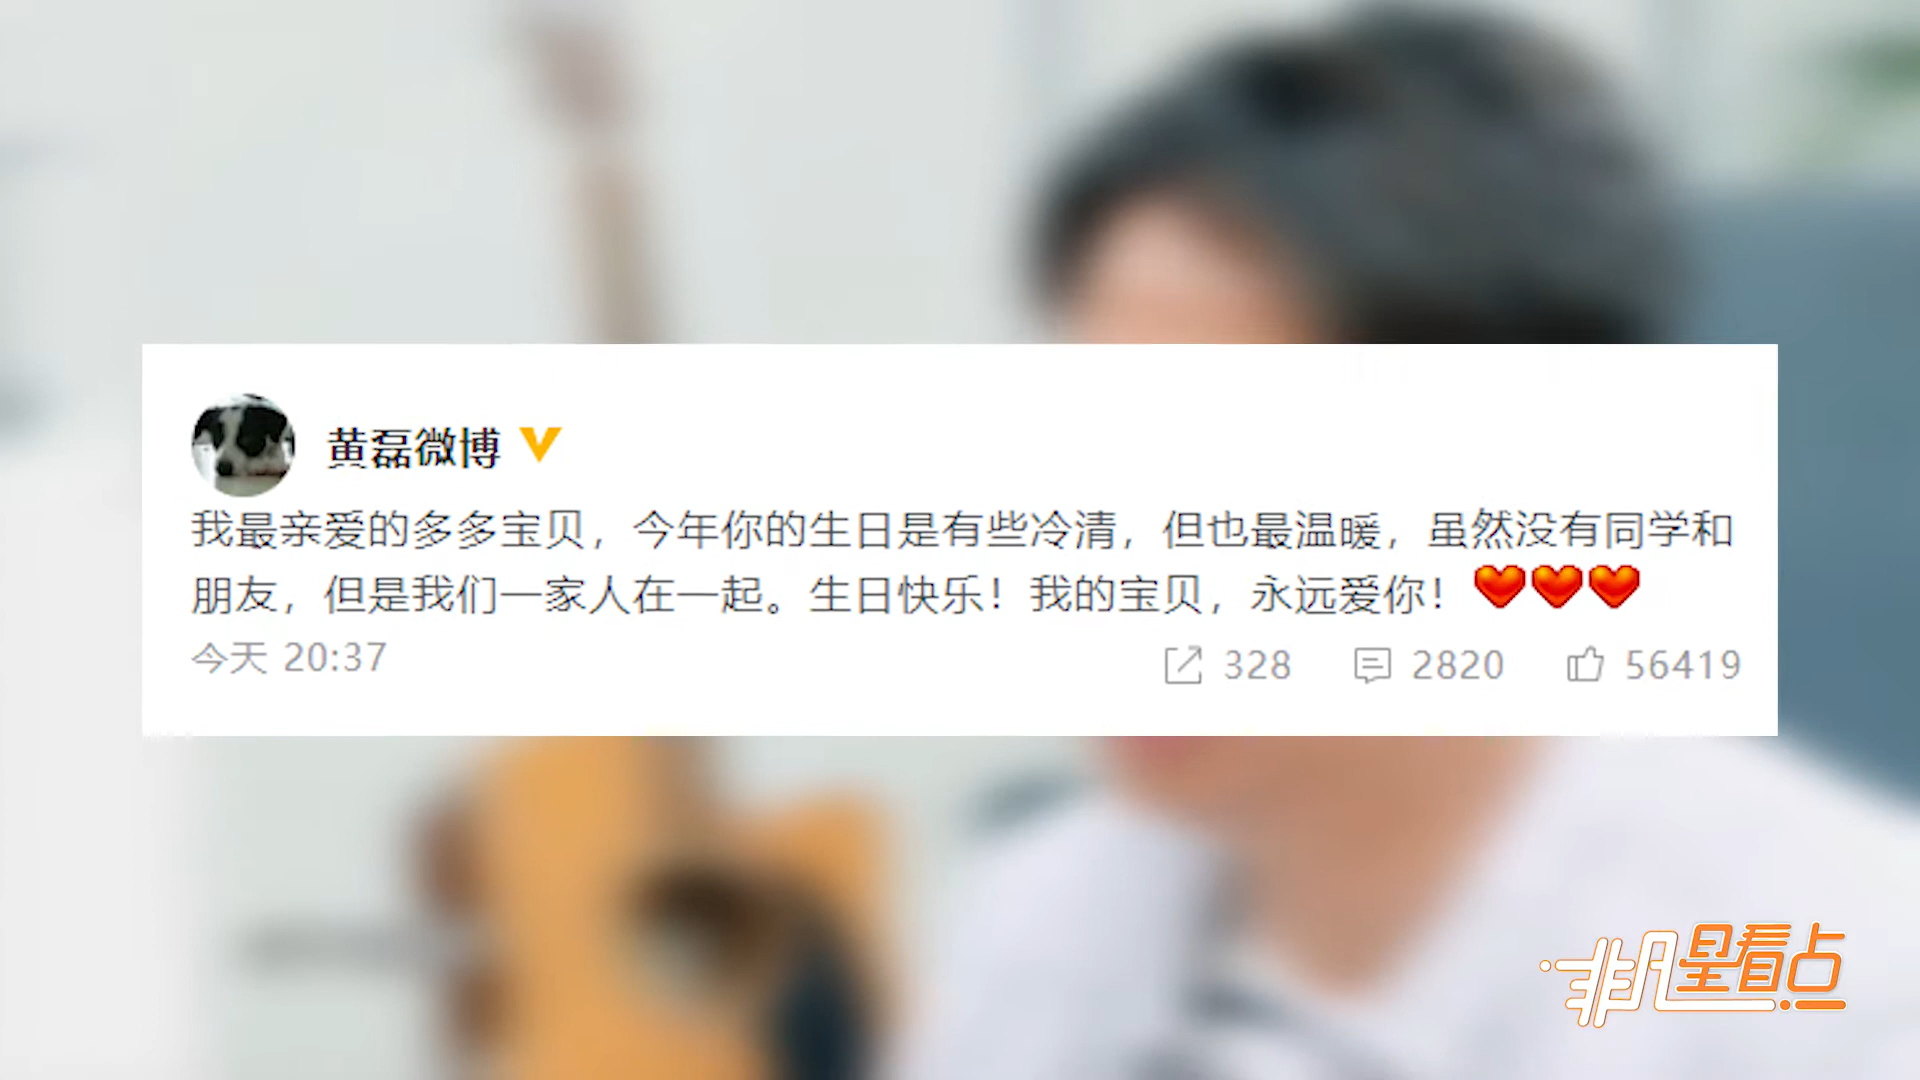 黄磊微博
我最亲爱的多多宝贝，今年你的生日是有些冷清，但也最温暖，虽然没有同学和
朋友，但是我们一家人在一起。生日快乐！我的宝贝，永远爱你！❤❤❤
今天 20:37
328 2820 56419
非凡星看点